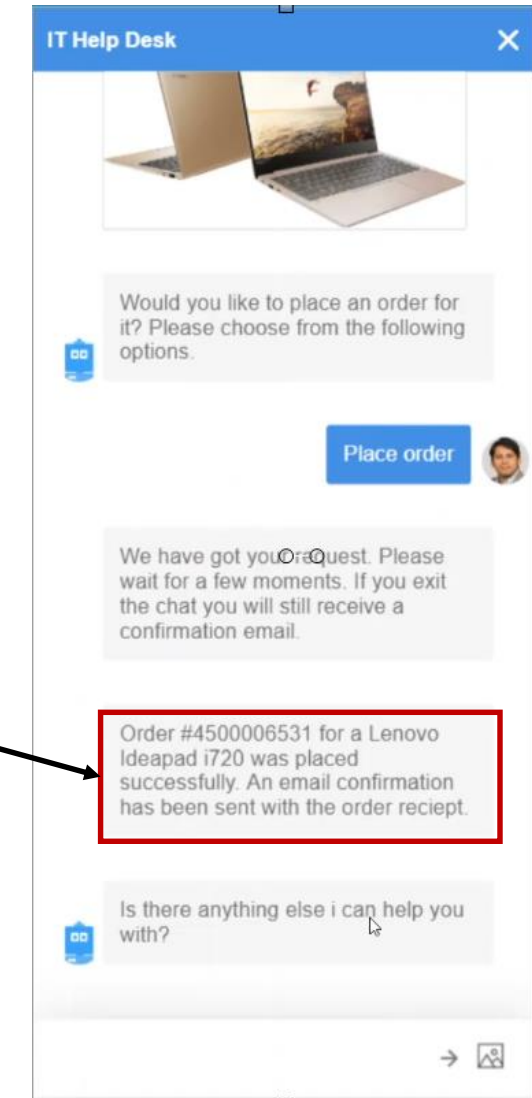 IT Help Desk
Would you like to place an order for
it? Please choose from the following
options.
Place order
We have got your request. Please
wait for a few moments. If you exit
the chat you will still receive a
confirmation email.
Order #4500006531 for a Lenovo
Ideapad i720 was placed
successfully. An email confirmation
has been sent with the order reciept.
Is there anything else i can help you
with?